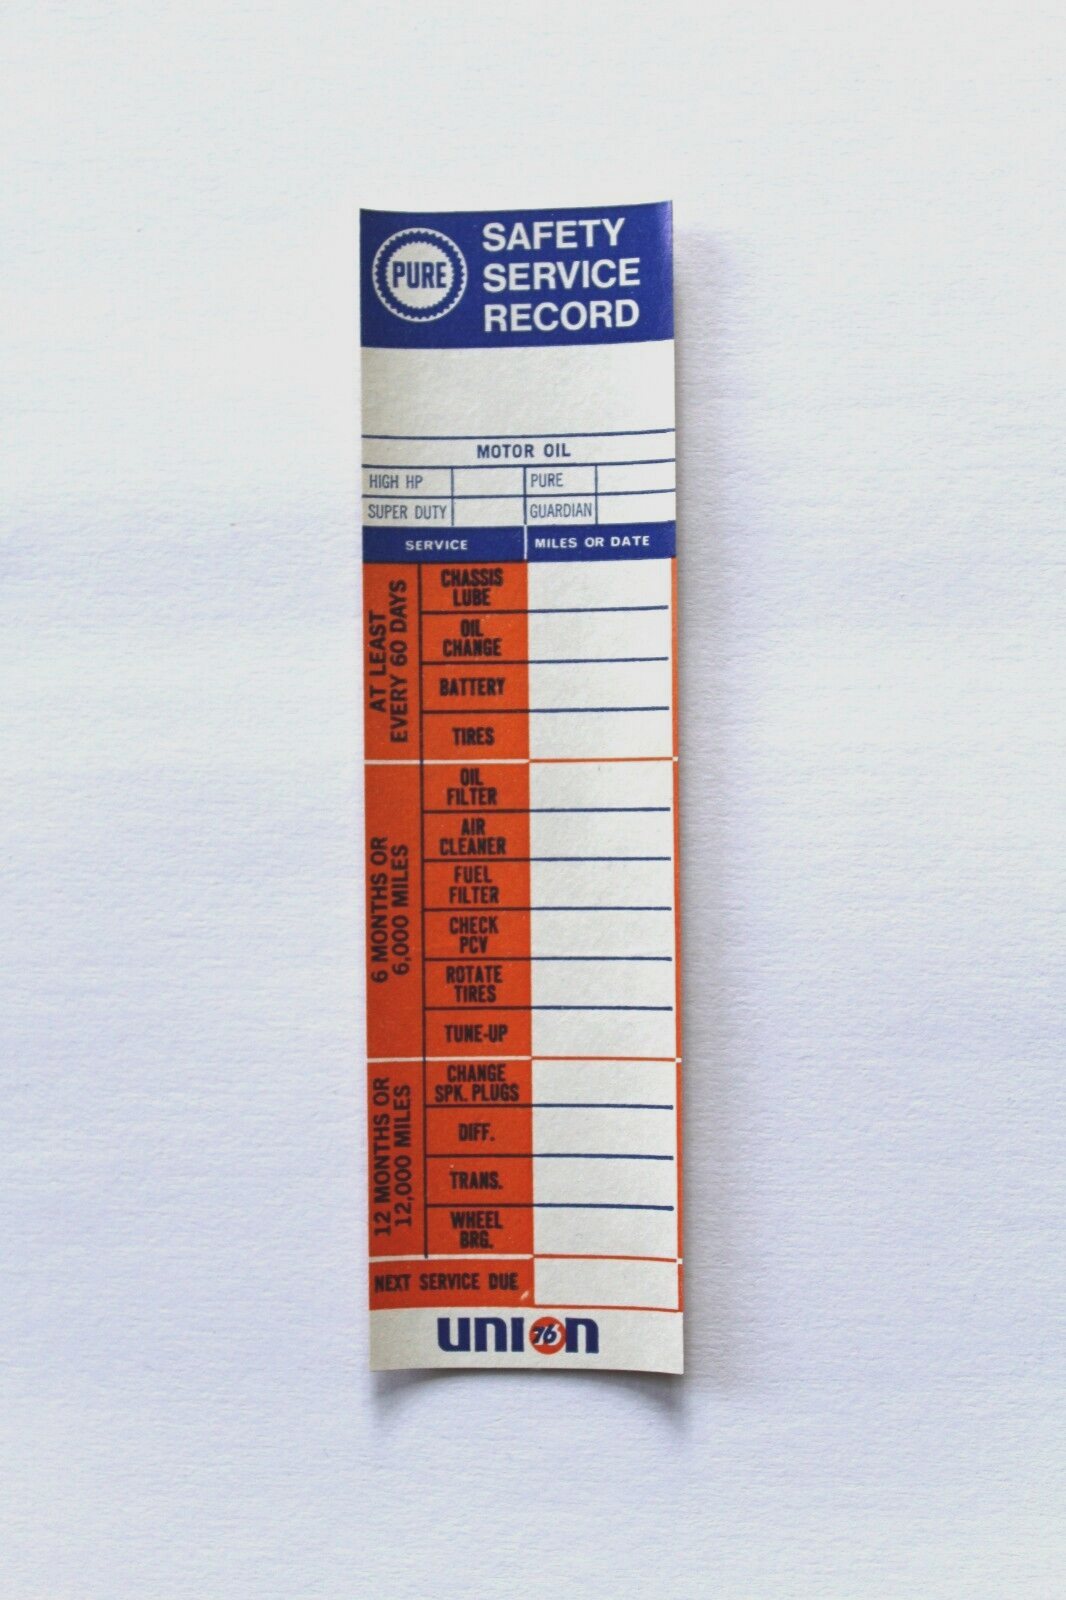 PURE
SAFETY
SERVICE
RECORD
MOTOR OIL
HIGH HP PURE
SUPER DUTY GUARDIAN
SERVICE MILES OR DATE
AT LEAST
EVERY 60 DAYS
CHASSIS
LUBE
OIL
CHANGE
BATTERY
TIRES
6 MONTHS OR
6,000 MILES
OIL
FILTER
AIR
CLEANER
FUEL
FILTER
CHECK
PCV
ROTATE
TIRES
TUNE-UP
12 MONTHS OR
12,000 MILES
CHANGE
SPK. PLUGS
DIFF.
TRANS.
WHEEL
BRG.
NEXT SERVICE DUE
union 76